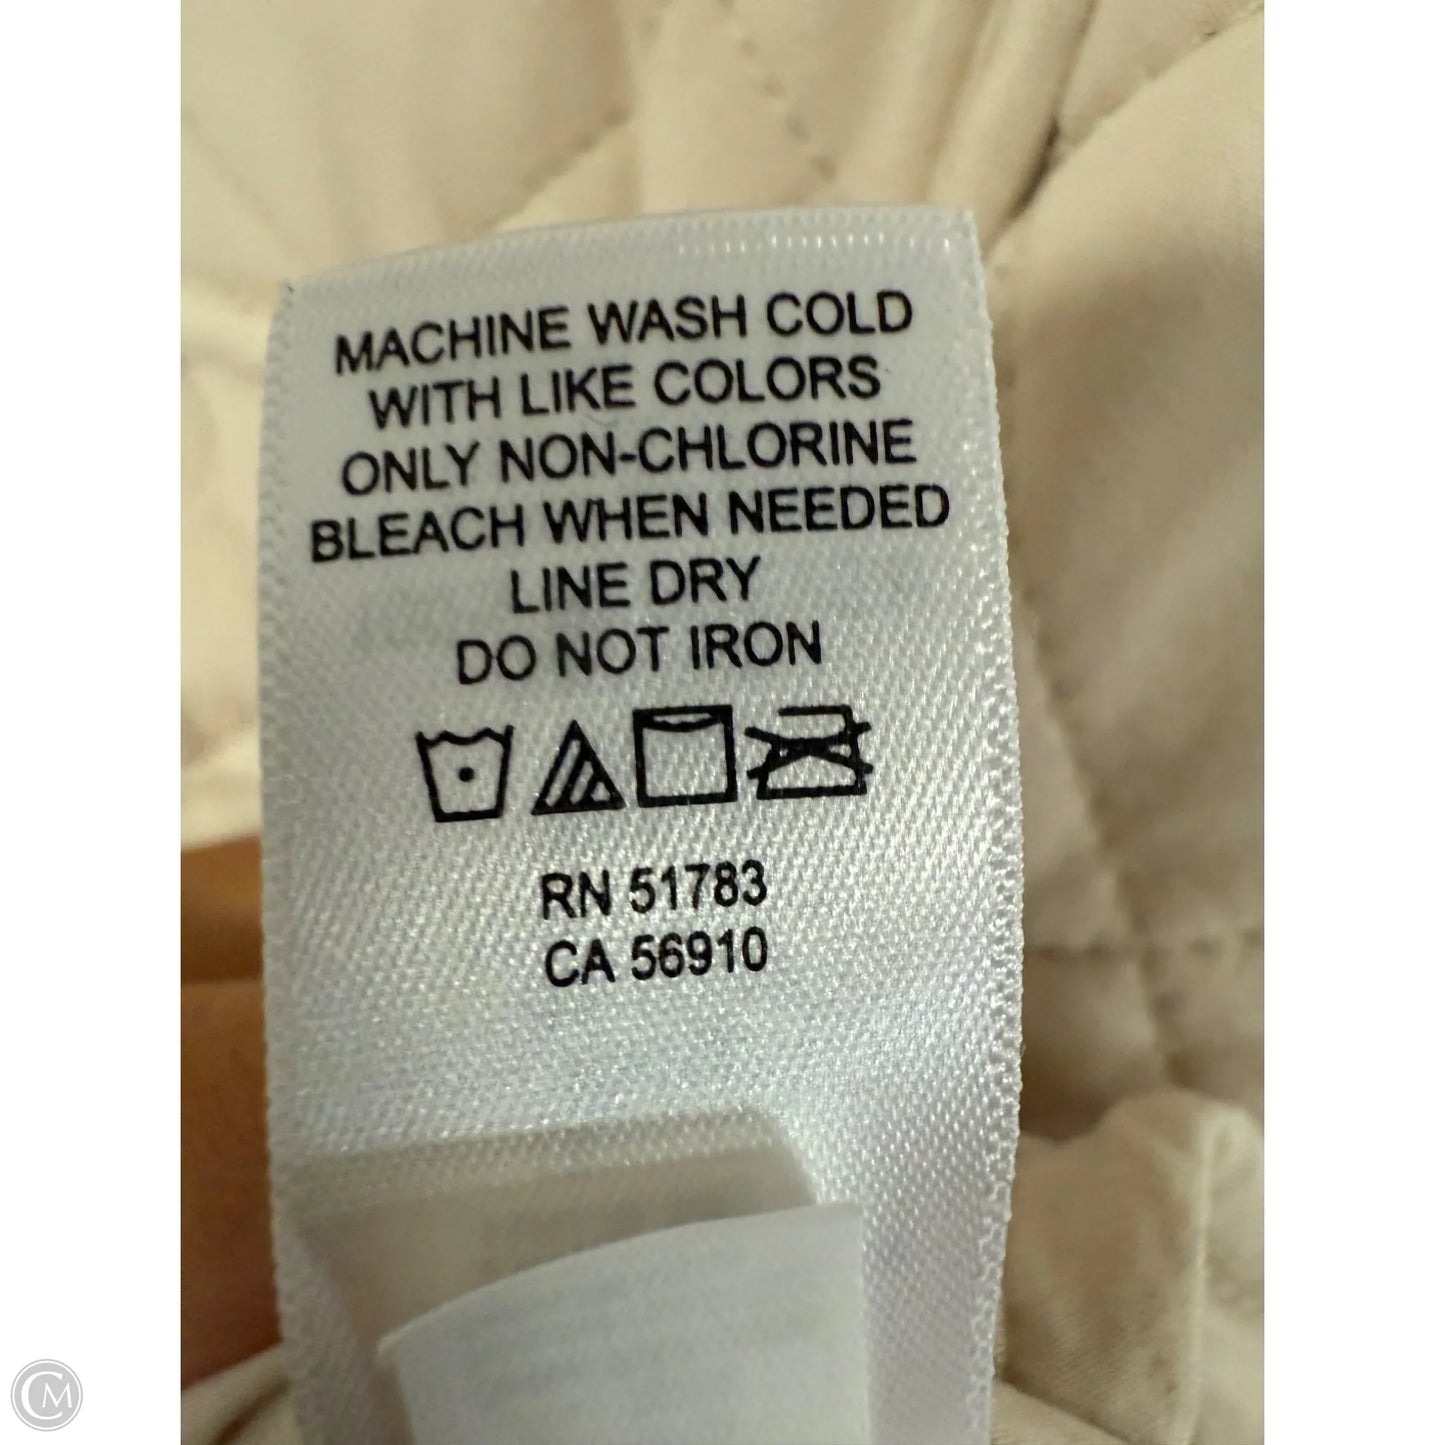 MACHINE WASH COLD
WITH LIKE COLORS
ONLY NON-CHLORINE
BLEACH WHEN NEEDED
LINE DRY
DO NOT IRON
RN 51783
CA 56910
CM